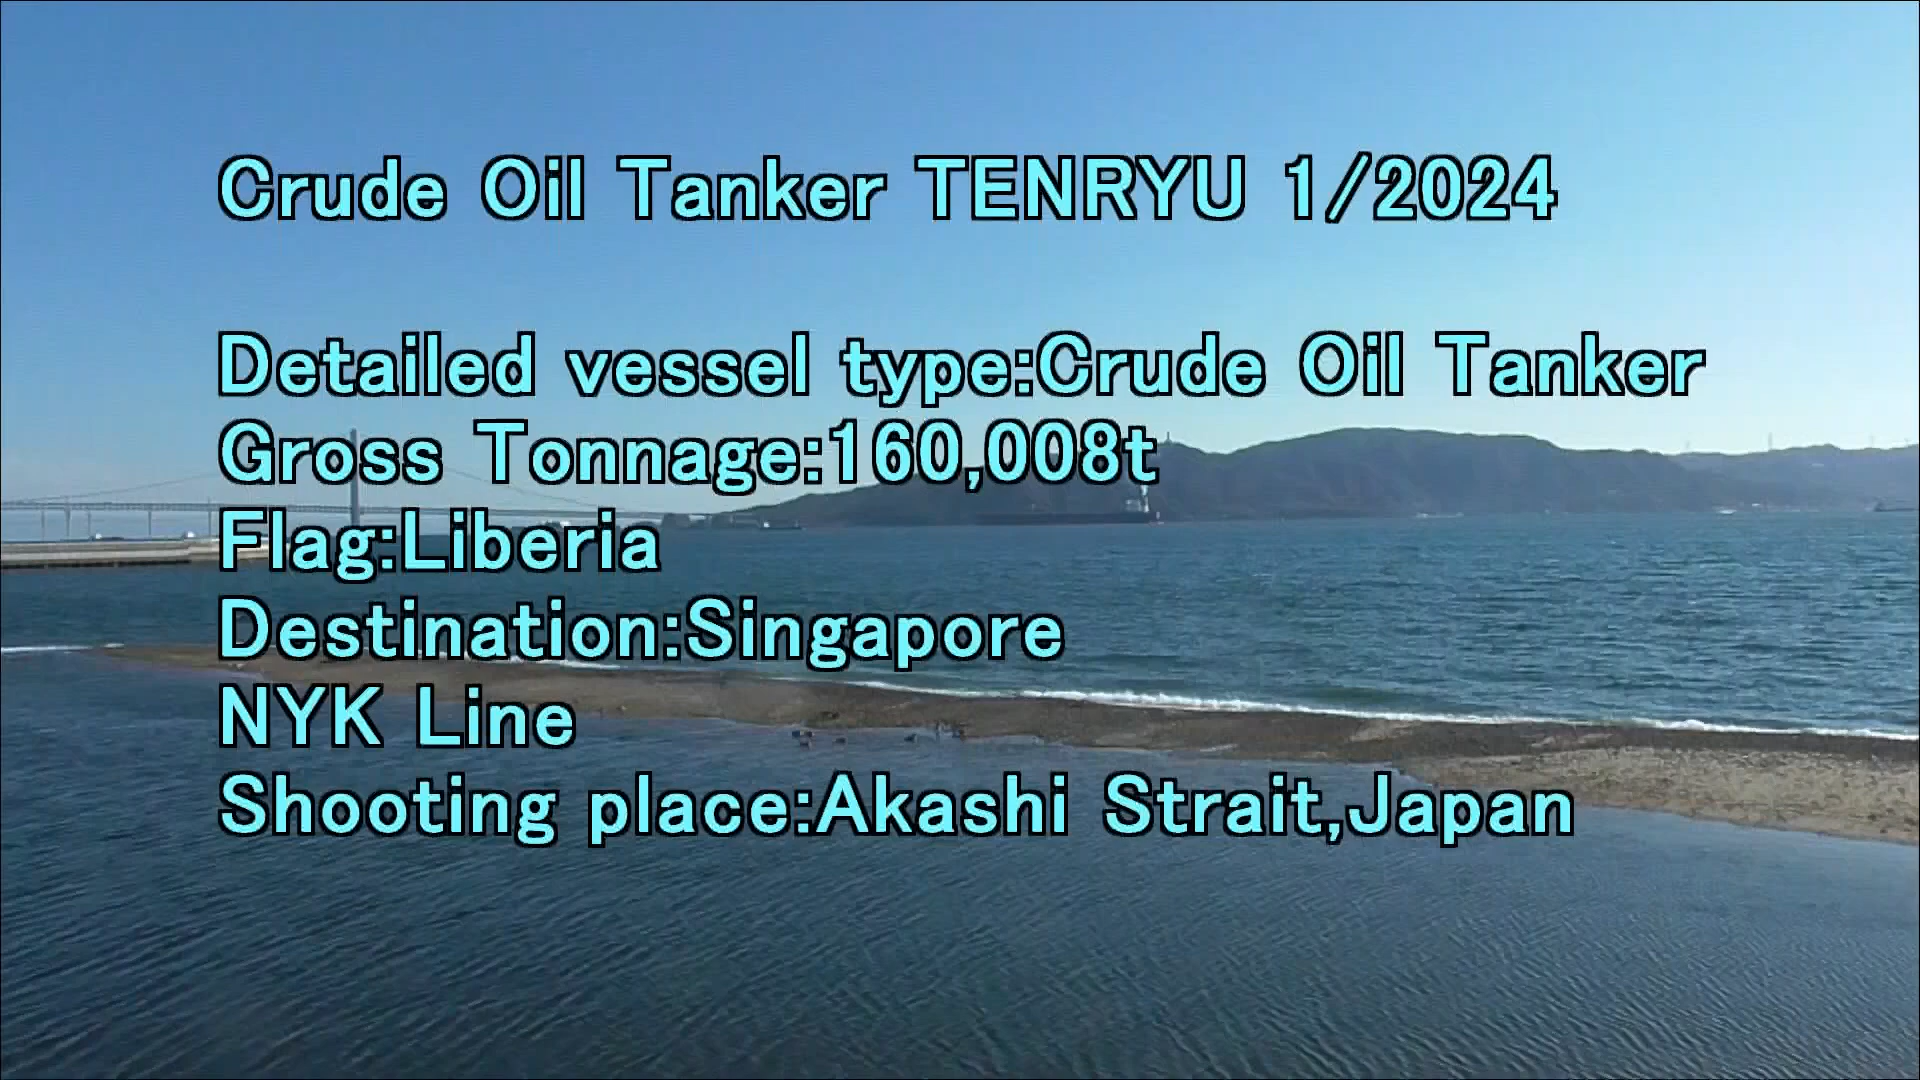 Crude Oil Tanker TENRYU 1/2024
Detailed vessel type:Crude Oil Tanker
Gross Tonnage:160,008t
Flag:Liberia
Destination:Singapore
NYK Line
Shooting place:Akashi Strait,Japan